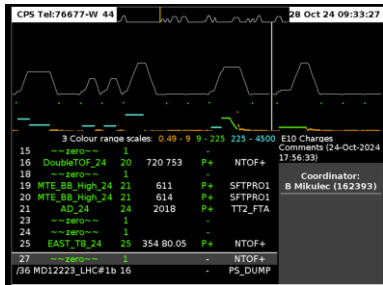 CPS Tel:76677-W 44 28 Oct 24 09:33:27
3 Colour range scales: 0.49 - 9 9 - 225 225 - 4500
15 ~~zero~~ 1 -
16 DoubleTOF_24 20 720 753 P+ NTOF+
18 ~~zero~~ 1 -
19 MTE_BB_High_24 21 611 P+ SFTPRO1
20 MTE_BB_High_24 21 614 P+ SFTPRO1
21 AD_24 24 2018 P+ TT2_FTA
23 ~~zero~~ 1 -
24 ~~zero~~ 1 -
25 EAST_T8_24 25 354 80.05 P+ NTOF+
27 ~~zero~~ 1 - NTOF+
/36 MD12223_LHC#1b 16 - PS_DUMP
E10 Charges
Comments (24-Oct-2024
17:56:33)
Coordinator:
B Mikulec (162393)